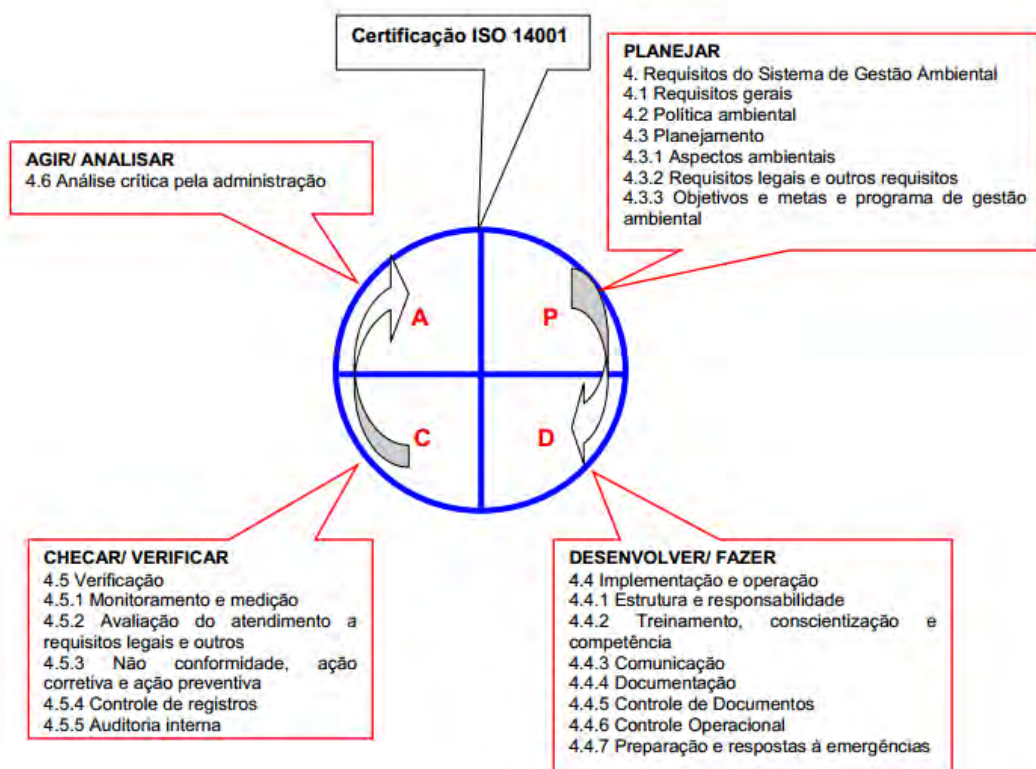 Certificação ISO 14001
PLANEJAR
4. Requisitos do Sistema de Gestão Ambiental
4.1 Requisitos gerais
4.2 Política ambiental
4.3 Planejamento
4.3.1 Aspectos ambientais
4.3.2 Requisitos legais e outros requisitos
4.3.3 Objetivos e metas e programa de gestão
ambiental
AGIR/ ANALISAR
4.6 Análise crítica pela administração
A
P
C
D
CHECAR/ VERIFICAR
4.5 Verificação
4.5.1 Monitoramento e medição
4.5.2 Avaliação do atendimento a
requisitos legais e outros
4.5.3 Não conformidade, ação
corretiva e ação preventiva
4.5.4 Controle de registros
4.5.5 Auditoria interna
DESENVOLVER/ FAZER
4.4 Implementação e operação
4.4.1 Estrutura e responsabilidade
4.4.2 Treinamento, conscientização e
competência
4.4.3 Comunicação
4.4.4 Documentação
4.4.5 Controle de Documentos
4.4.6 Controle Operacional
4.4.7 Preparação e respostas á emergências